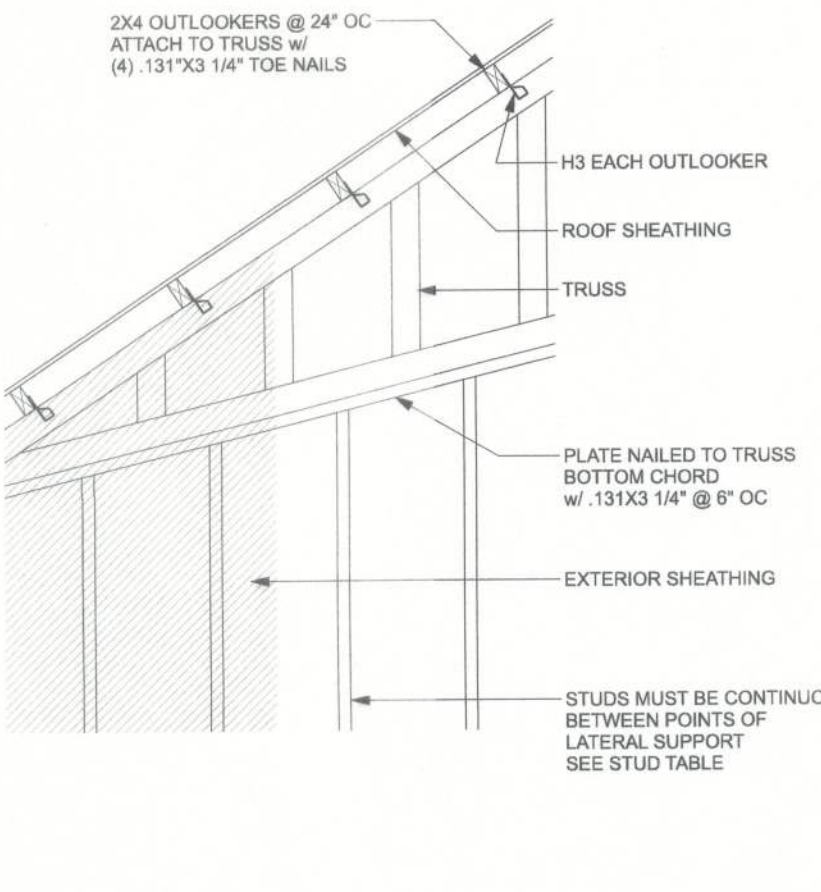 2X4 OUTLOOKERS @ 24" OC
ATTACH TO TRUSS w/
(4) .131"X3 1/4" TOE NAILS
H3 EACH OUTLOOKER
ROOF SHEATHING
TRUSS
PLATE NAILED TO TRUSS
BOTTOM CHORD
w/ .131X3 1/4" @ 6" OC
EXTERIOR SHEATHING
STUDS MUST BE CONTINUO
BETWEEN POINTS OF
LATERAL SUPPORT
SEE STUD TABLE